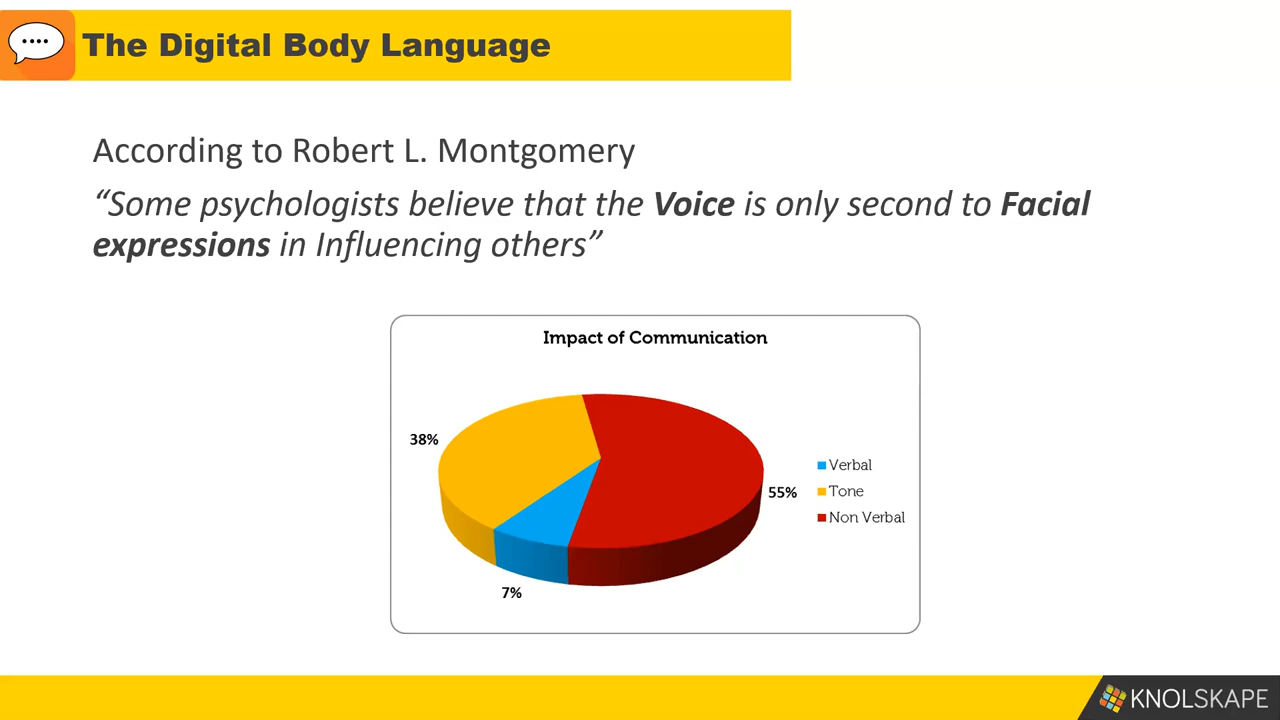 The Digital Body Language
According to Robert L. Montgomery
“Some psychologists believe that the Voice is only second to Facial
expressions in Influencing others”
Impact of Communication
38%
55%
7%
Verbal
Tone
Non Verbal
KNOLSKAPE